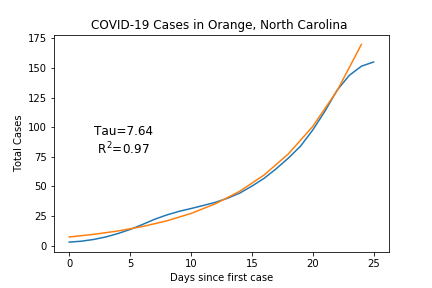 COVID-19 Cases in Orange, North Carolina
175
150
125
100
75
50
25
0
Total Cases
Tau=7.64
R²=0.97
0 5 10 15 20 25
Days since first case